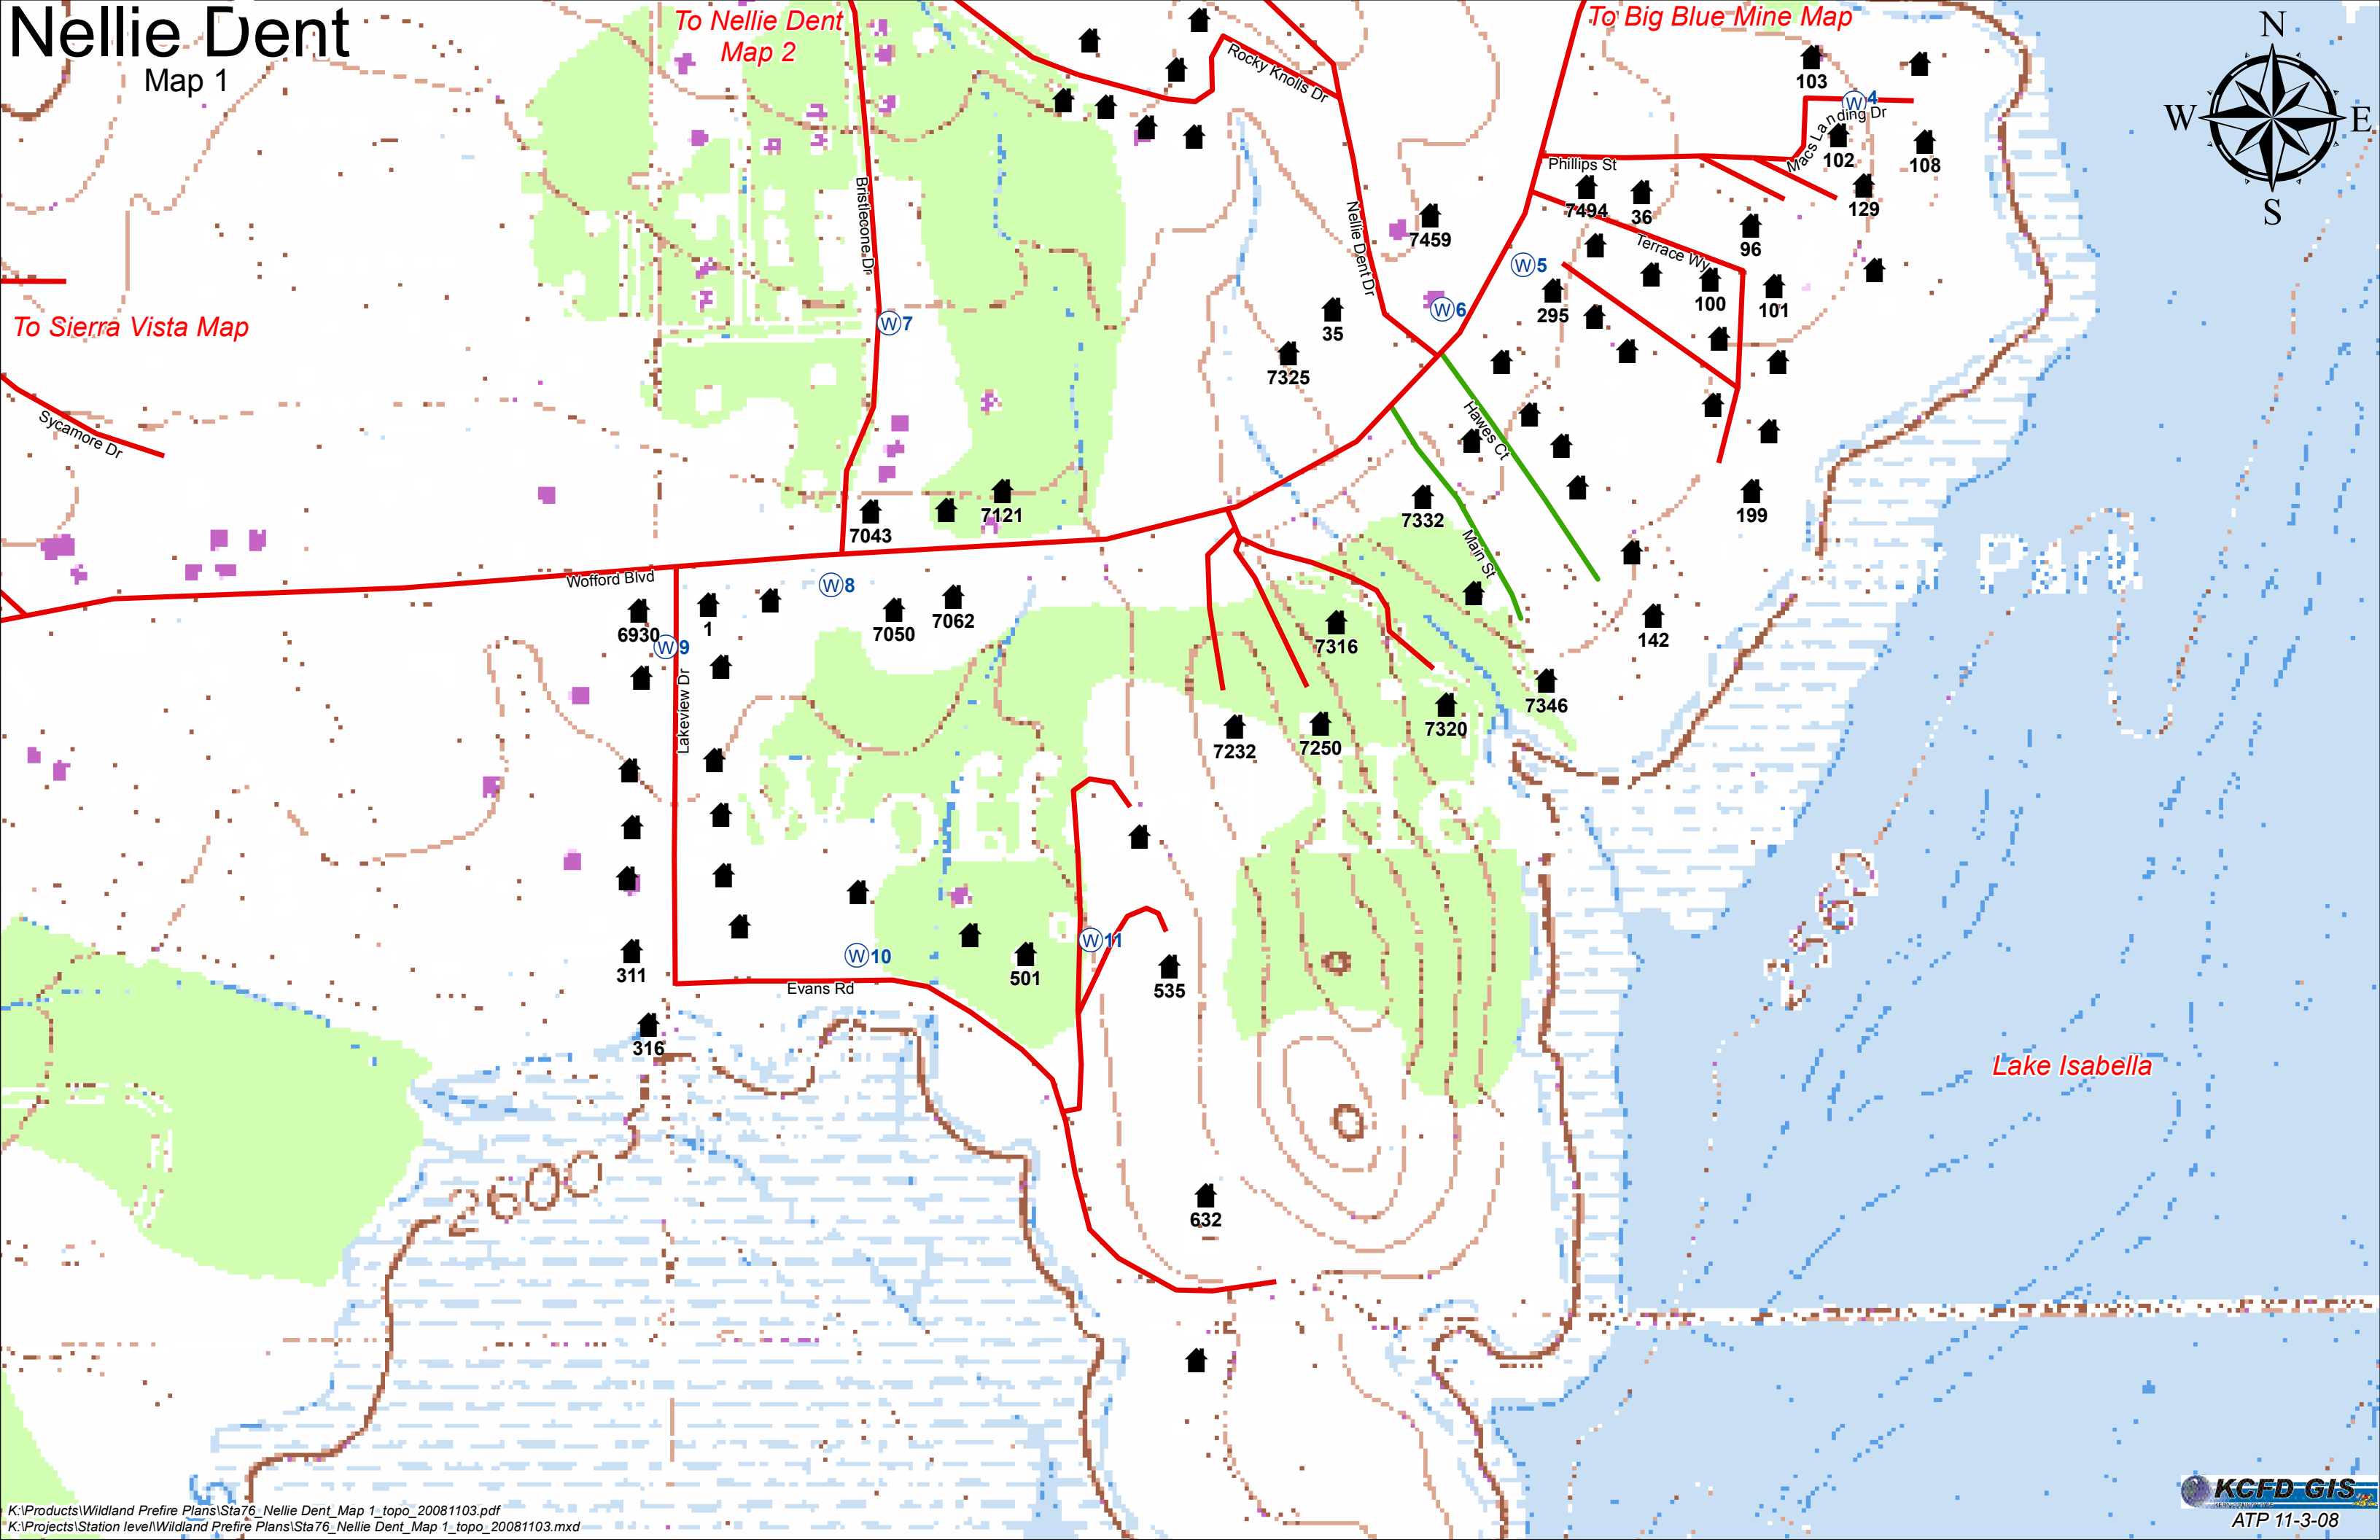 Nellie Dent
Map 1
To Nellie Dent
Map 2
To Big Blue Mine Map
N
W
E
S
Rocky Knolls Dr
103
W 4
Macs Landing Dr
102
108
Phillips St
129
7494
36
Bristlecone Dr
Nellie Dent Dr
7459
96
Terrace Wy
W 5
100
101
295
W 6
35
To Sierra Vista Map
W 7
7325
Sycamore Dr
Hawes Ct
7043
7121
7332
199
Main St
Wofford Blvd
W 8
6930
1
7050
7062
W 9
7316
142
Lakeview Dr
7346
7320
7232
7250
Park
2560
W 10
W 11
311
501
535
Evans Rd
316
Lake Isabella
2600
632
K:\Products\Wildland Prefire Plans\Sta76_Nellie Dent_Map 1_topo_20081103.pdf
K:\Projects\Station level\Wildland Prefire Plans\Sta76_Nellie Dent_Map 1_topo_20081103.mxd
KCFD GIS
ATP 11-3-08